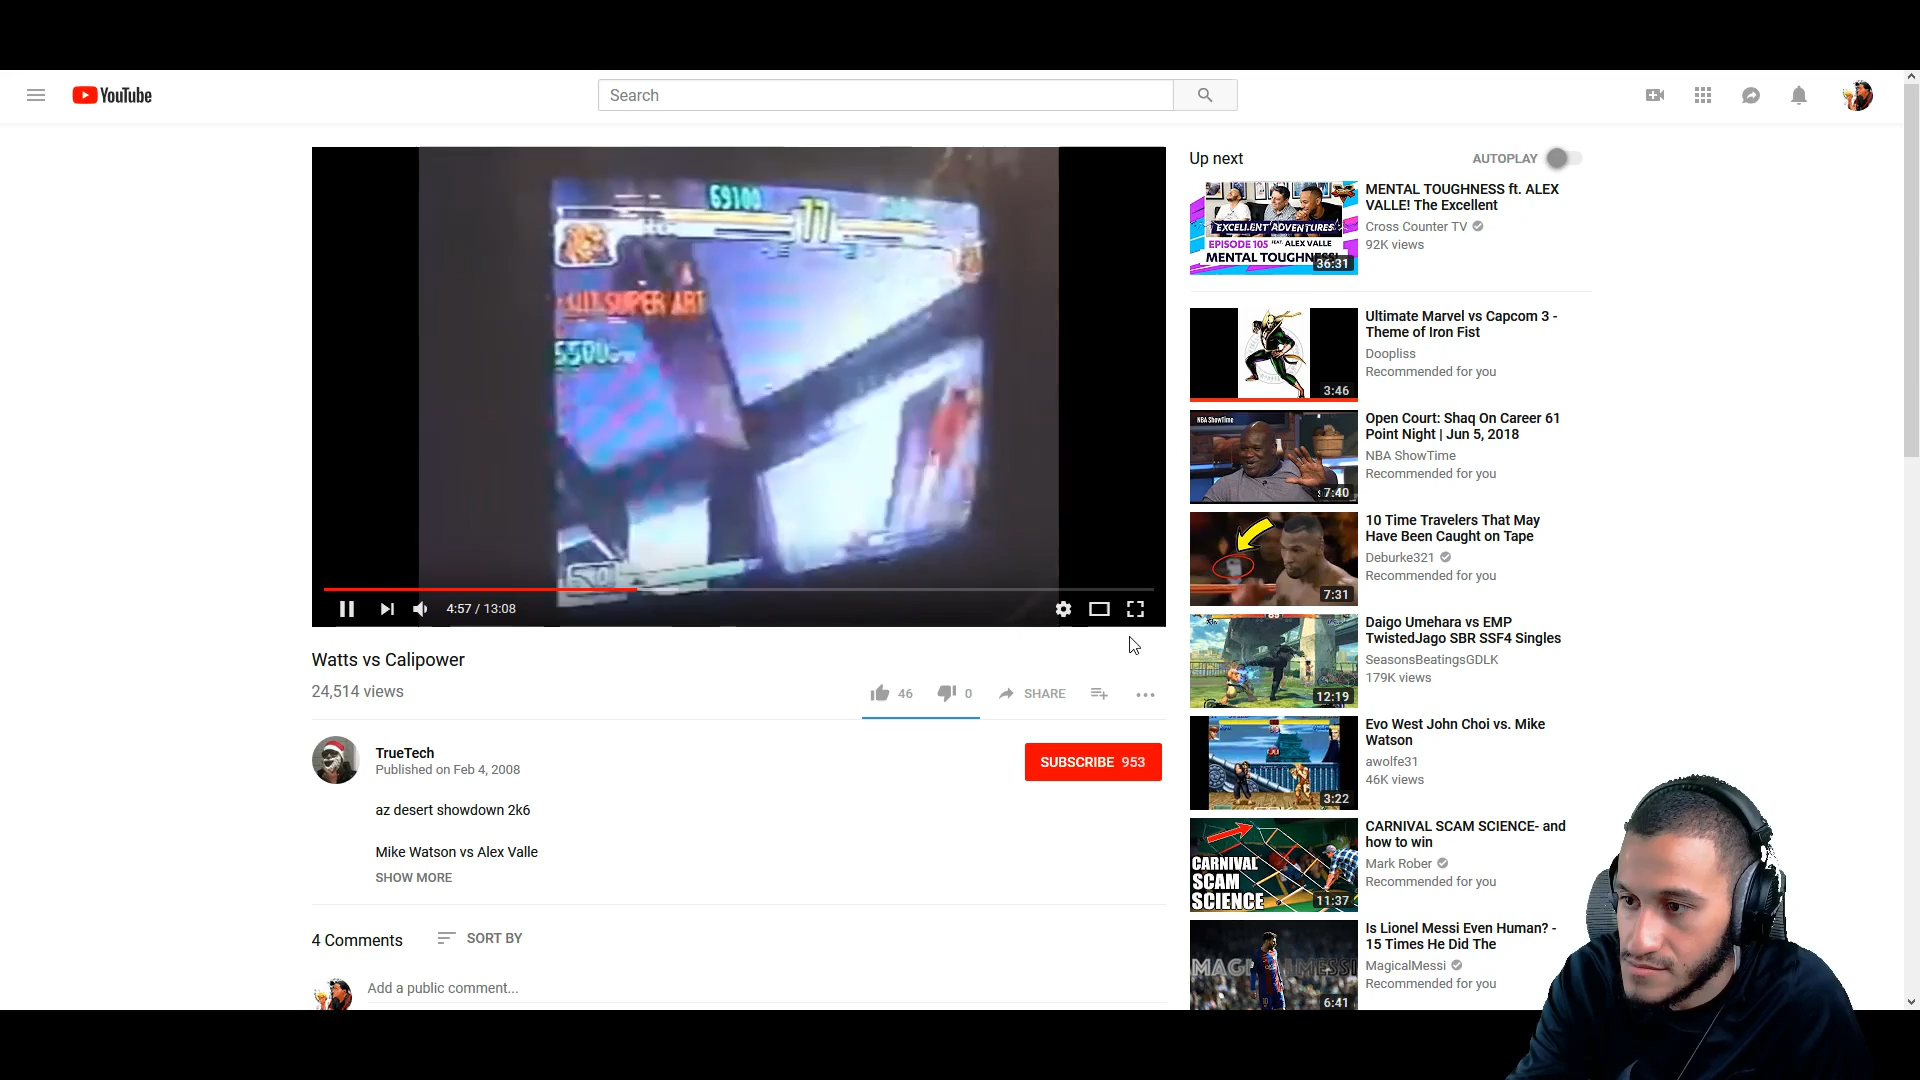 YouTube
Search
69100
77
HIT SUPER ART
4:57 / 13:08
Watts vs Calipower
24,514 views
46
0
SHARE
TrueTech
Published on Feb 4, 2008
SUBSCRIBE 953
az desert showdown 2k6
Mike Watson vs Alex Valle
SHOW MORE
4 Comments
SORT BY
Add a public comment...
Up next
AUTOPLAY
EXCELLENT ADVENTURES
EPISODE 105 FEAT. ALEX VALLE
MENTAL TOUGHNESS!
36:31
MENTAL TOUGHNESS ft. ALEX
VALLE! The Excellent
Cross Counter TV
92K views
3:46
Ultimate Marvel vs Capcom 3 -
Theme of Iron Fist
Doopliss
Recommended for you
NBA ShowTime
7:40
Open Court: Shaq On Career 61
Point Night | Jun 5, 2018
NBA ShowTime
Recommended for you
7:31
10 Time Travelers That May
Have Been Caught on Tape
Deburke321
Recommended for you
12:19
Daigo Umehara vs EMP
TwistedJago SBR SSF4 Singles
SeasonsBeatingsGDLK
179K views
3:22
Evo West John Choi vs. Mike
Watson
awolfe31
46K views
CARNIVAL
SCAM
SCIENCE
11:37
CARNIVAL SCAM SCIENCE- and
how to win
Mark Rober
Recommended for you
6:41
Is Lionel Messi Even Human? -
15 Times He Did The
MagicalMessi
Recommended for you